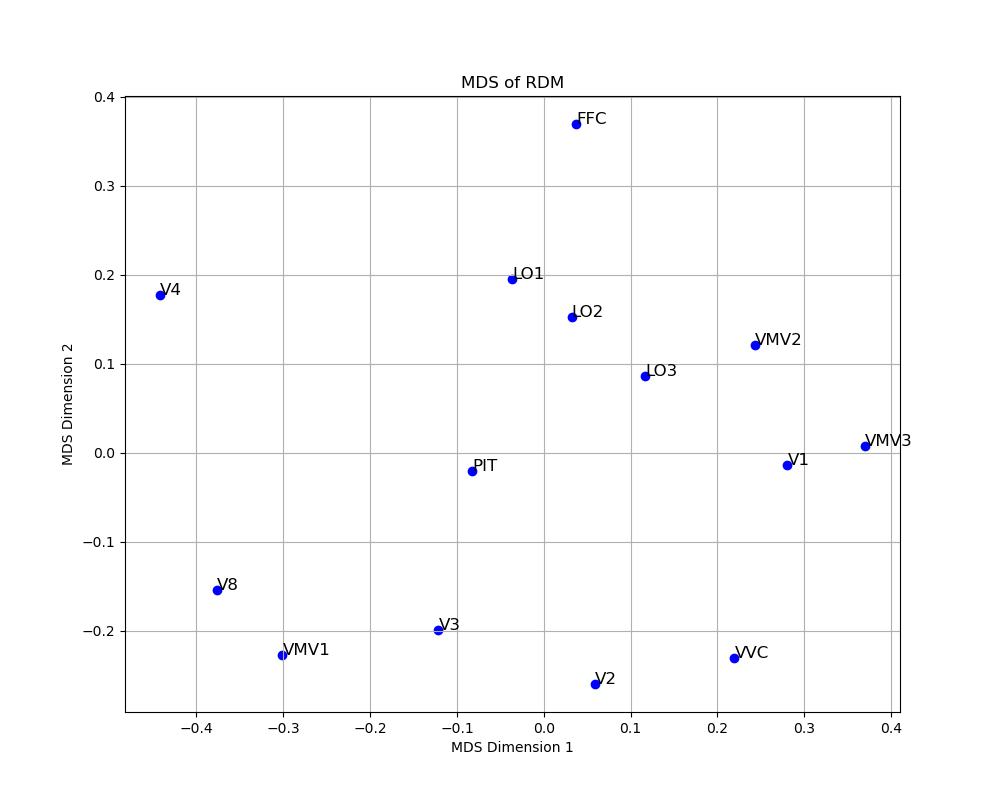 MDS of RDM
0.4
0.3
0.2
0.1
0.0
−0.1
−0.2
MDS Dimension 2
FFC
LO1
V4
LO2
VMV2
LO3
VMV3
V1
PIT
V8
V3
VMV1
VVC
V2
−0.4 −0.3 −0.2 −0.1 0.0 0.1 0.2 0.3 0.4
MDS Dimension 1